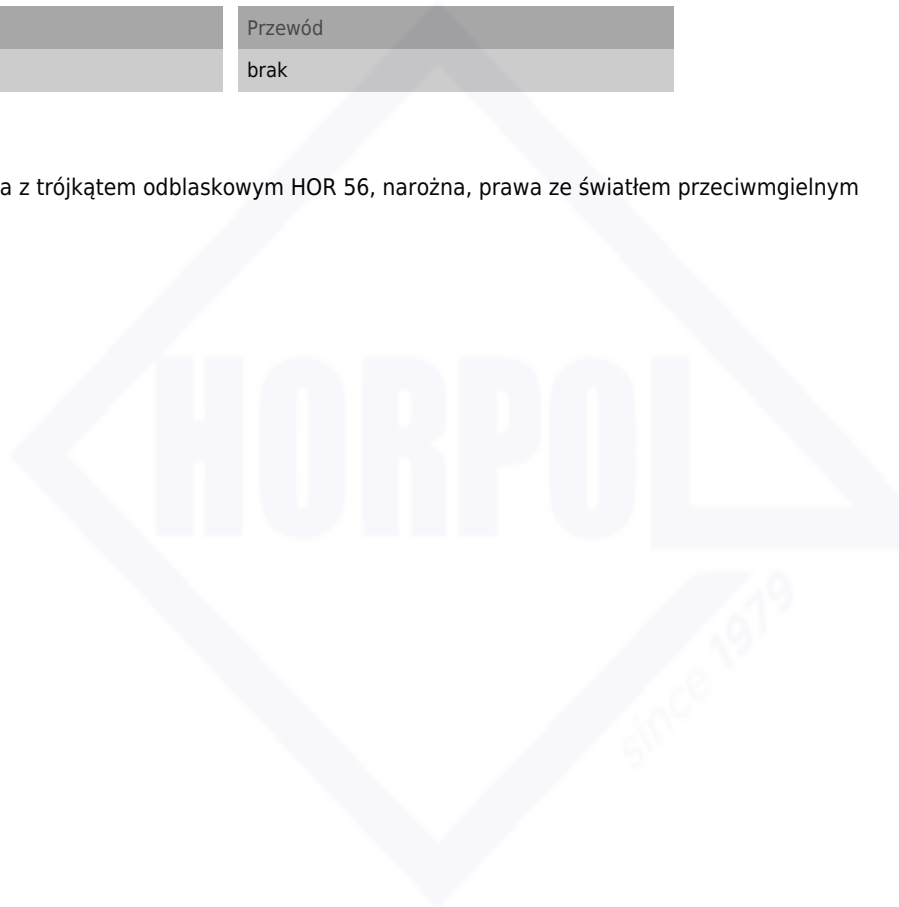 Przewód
brak
a z trójkątem odblaskowym HOR 56, narożna, prawa ze światłem przeciwmgielnym
HORPOL
since 1979